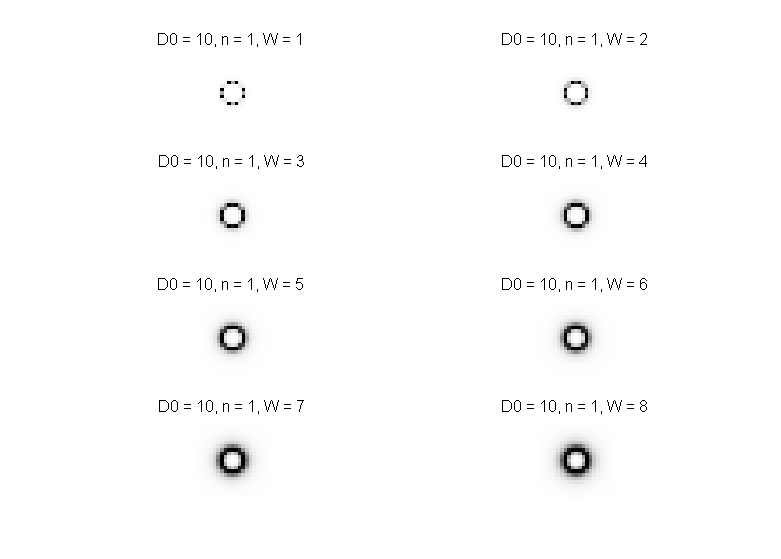 D0 = 10, n = 1, W = 1
D0 = 10, n = 1, W = 2
D0 = 10, n = 1, W = 3
D0 = 10, n = 1, W = 4
D0 = 10, n = 1, W = 5
D0 = 10, n = 1, W = 6
D0 = 10, n = 1, W = 7
D0 = 10, n = 1, W = 8